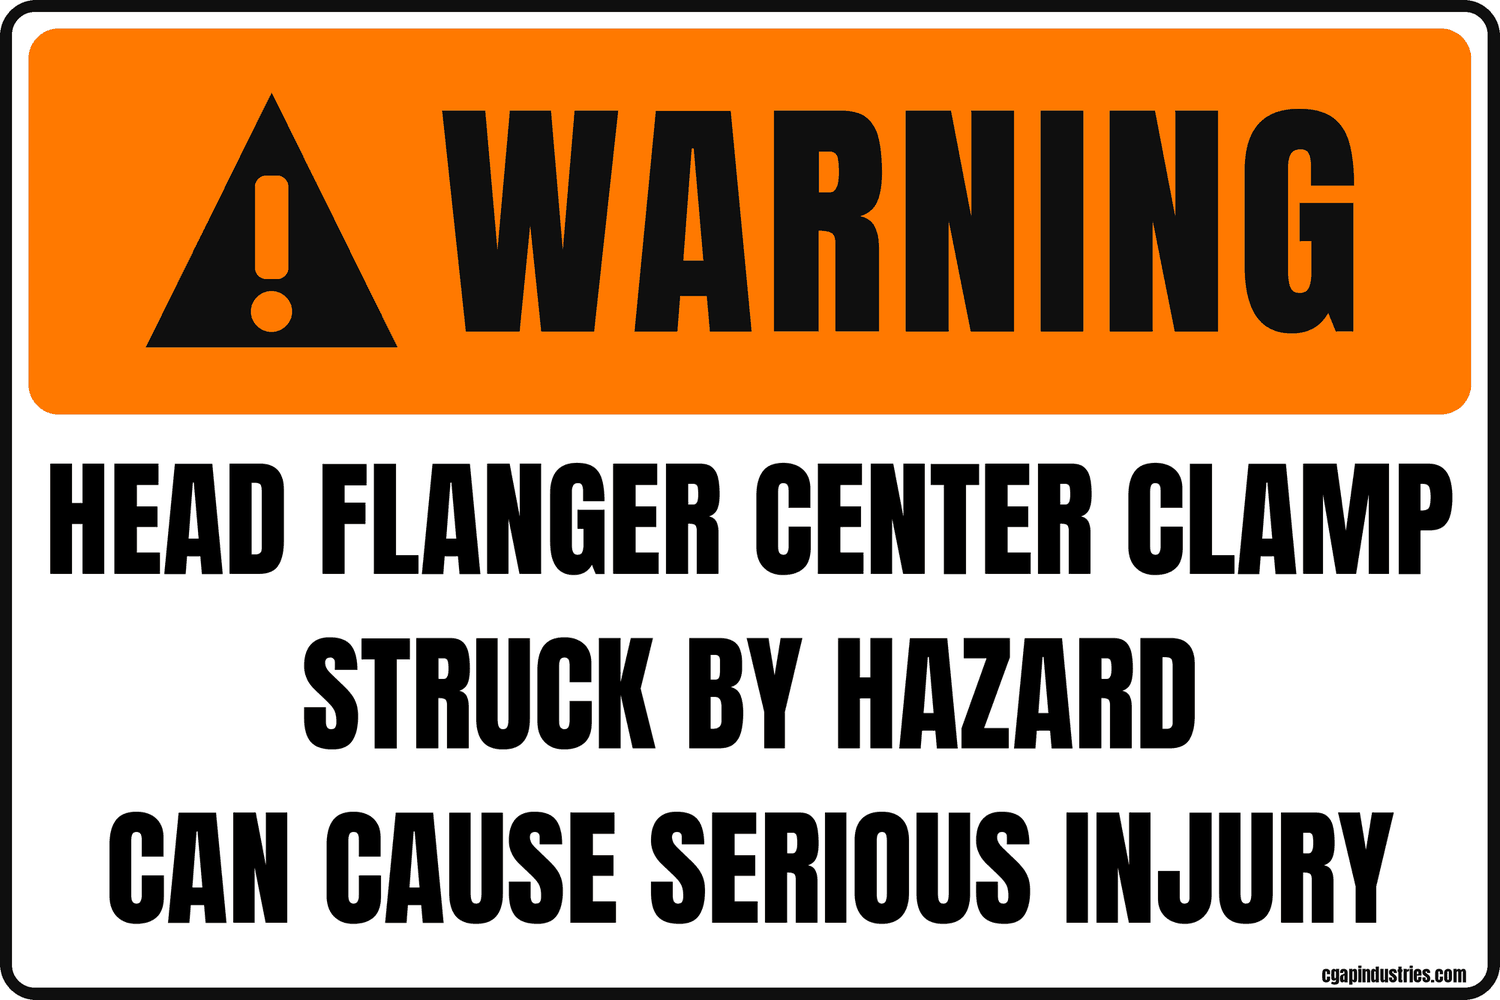 WARNING
HEAD FLANGER CENTER CLAMP
STRUCK BY HAZARD
CAN CAUSE SERIOUS INJURY
cgapindustries.com